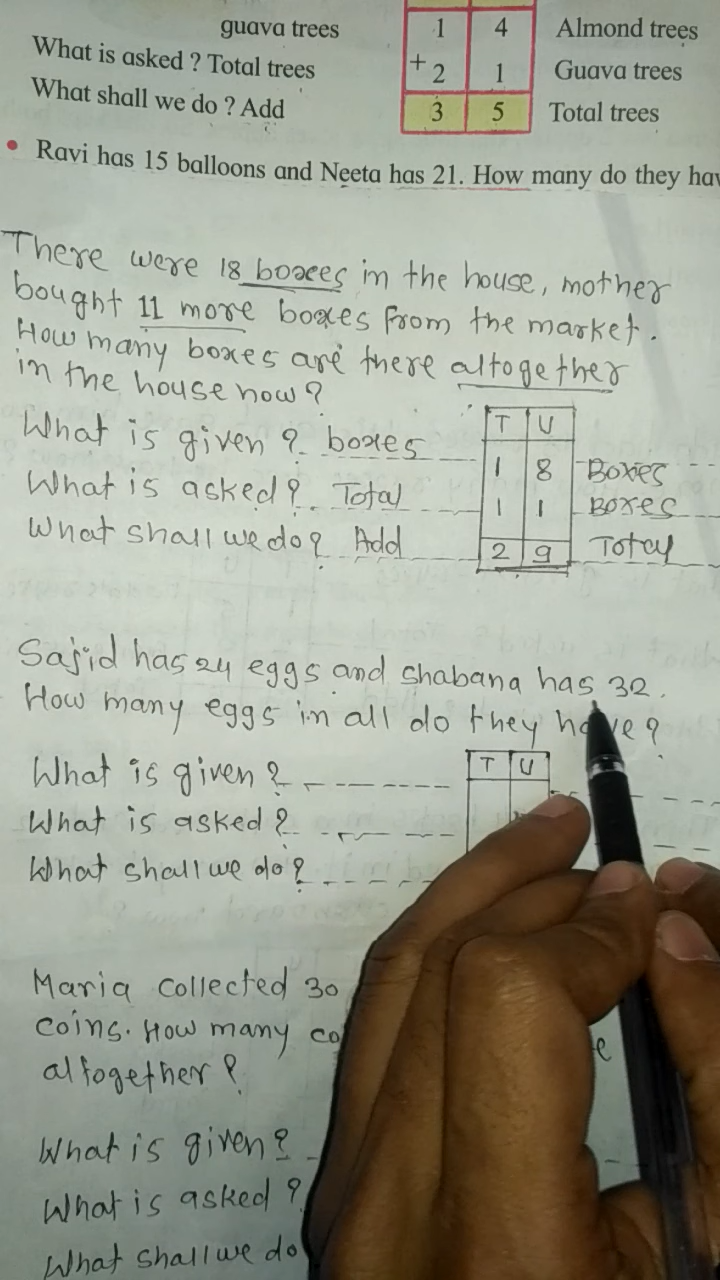 guava trees
What is asked ? Total trees
What shall we do ? Add
1 4 Almond trees
+ 2 1 Guava trees
3 5 Total trees
• Ravi has 15 balloons and Neeta has 21. How many do they
There were 18 boxes in the house, mother
bought 11 more boxes from the market.
How many boxes are there altogether
in the house now?
What is given ? boxes
What is asked? Total
What shall we do? Add
T U
1 8 Boxes
1 1 Boxes
2 9 Total
Sajid has 24 eggs and shabana has 32.
How many eggs in all do they have?
What is given ?
What is asked ?
What shall we do?
T U
Maria collected 30
coins. How many
altogether ?
What is given?
What is asked ?
What shall we do